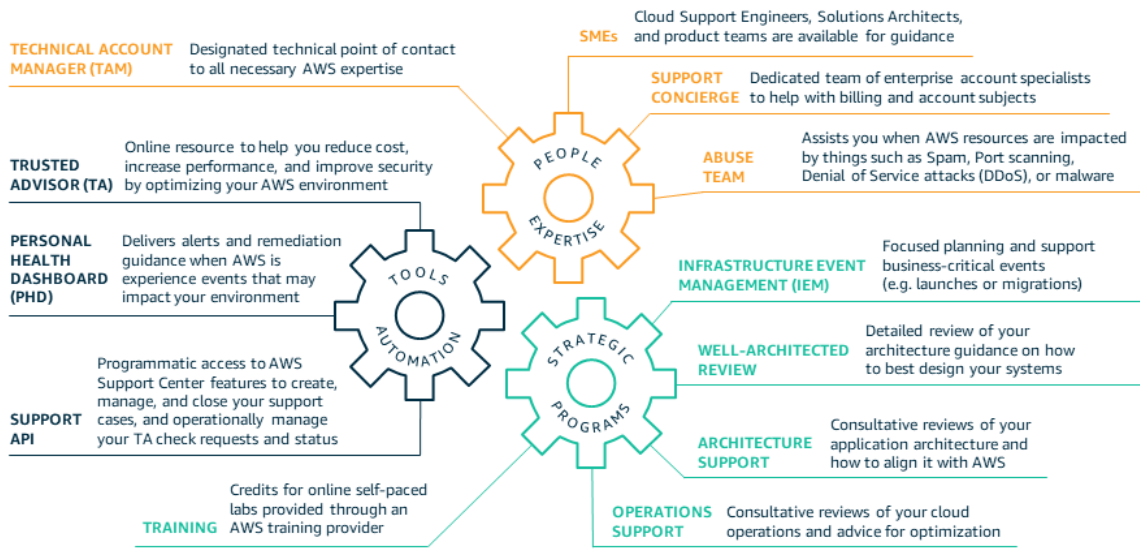 TECHNICAL ACCOUNT
MANAGER (TAM)
Designated technical point of contact
to all necessary AWS expertise
SMEs
Cloud Support Engineers, Solutions Architects,
and product teams are available for guidance
SUPPORT
CONCIERGE
Dedicated team of enterprise account specialists
to help with billing and account subjects
ABUSE
TEAM
Assists you when AWS resources are impacted
by things such as Spam, Port scanning,
Denial of Service attacks (DDoS), or malware
PEOPLE
EXPERTISE
TRUSTED
ADVISOR (TA)
Online resource to help you reduce cost,
increase performance, and improve security
by optimizing your AWS environment
PERSONAL
HEALTH
DASHBOARD
(PHD)
Delivers alerts and remediation
guidance when AWS is
experience events that may
impact your environment
TOOLS
AUTOMATION
SUPPORT
API
Programmatic access to AWS
Support Center features to create,
manage, and close your support
cases, and operationally manage
your TA check requests and status
INFRASTRUCTURE EVENT
MANAGEMENT (IEM)
Focused planning and support
business-critical events
(e.g. launches or migrations)
STRATEGIC
PROGRAMS
WELL-ARCHITECTED
REVIEW
Detailed review of your
architecture guidance on how
to best design your systems
ARCHITECTURE
SUPPORT
Consultative reviews of your
application architecture and
how to align it with AWS
TRAINING
Credits for online self-paced
labs provided through an
AWS training provider
OPERATIONS
SUPPORT
Consultative reviews of your cloud
operations and advice for optimization